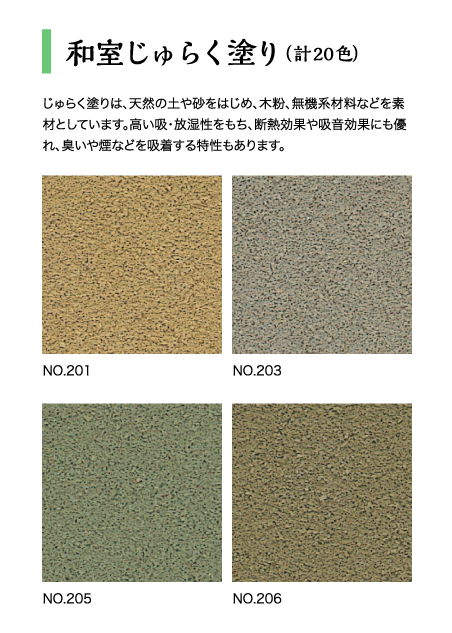 和室じゅらく塗り（計20色）
じゅらく塗りは、天然の土や砂をはじめ、木粉、無機系材料などを素
材としています。高い吸・放湿性をもち、断熱効果や吸音効果にも優
れ、臭いや煙などを吸着する特性もあります。
NO.201
NO.203
NO.205
NO.206